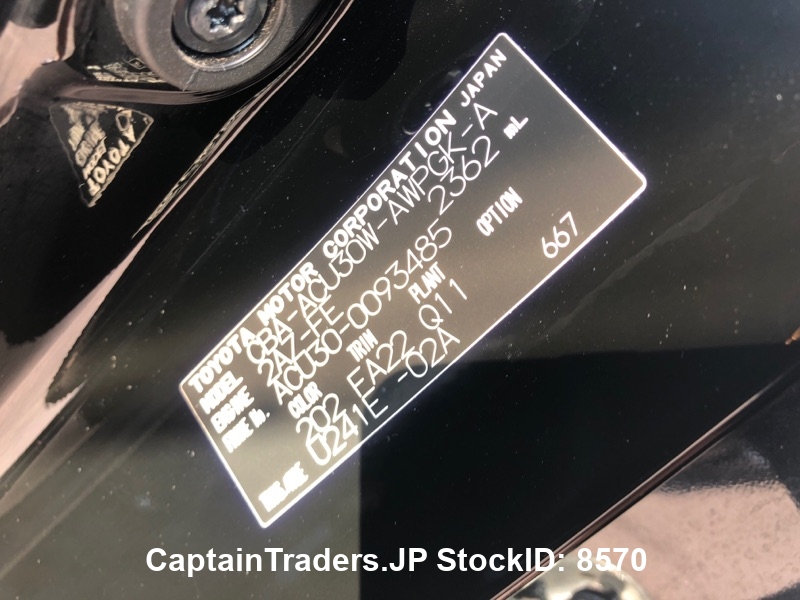 TOYOTA MOTOR CORPORATION JAPAN
MODEL CBA-ACU30W-AWPGK-A
ENGINE 2AZ-FE 2362 mL
FRAME No. ACU30-0093485
COLOR TRIM PLANT OPTION
202 FA22 Q11 667
U241E -02A
TOYOTA
CaptainTraders.JP StockID: 8570